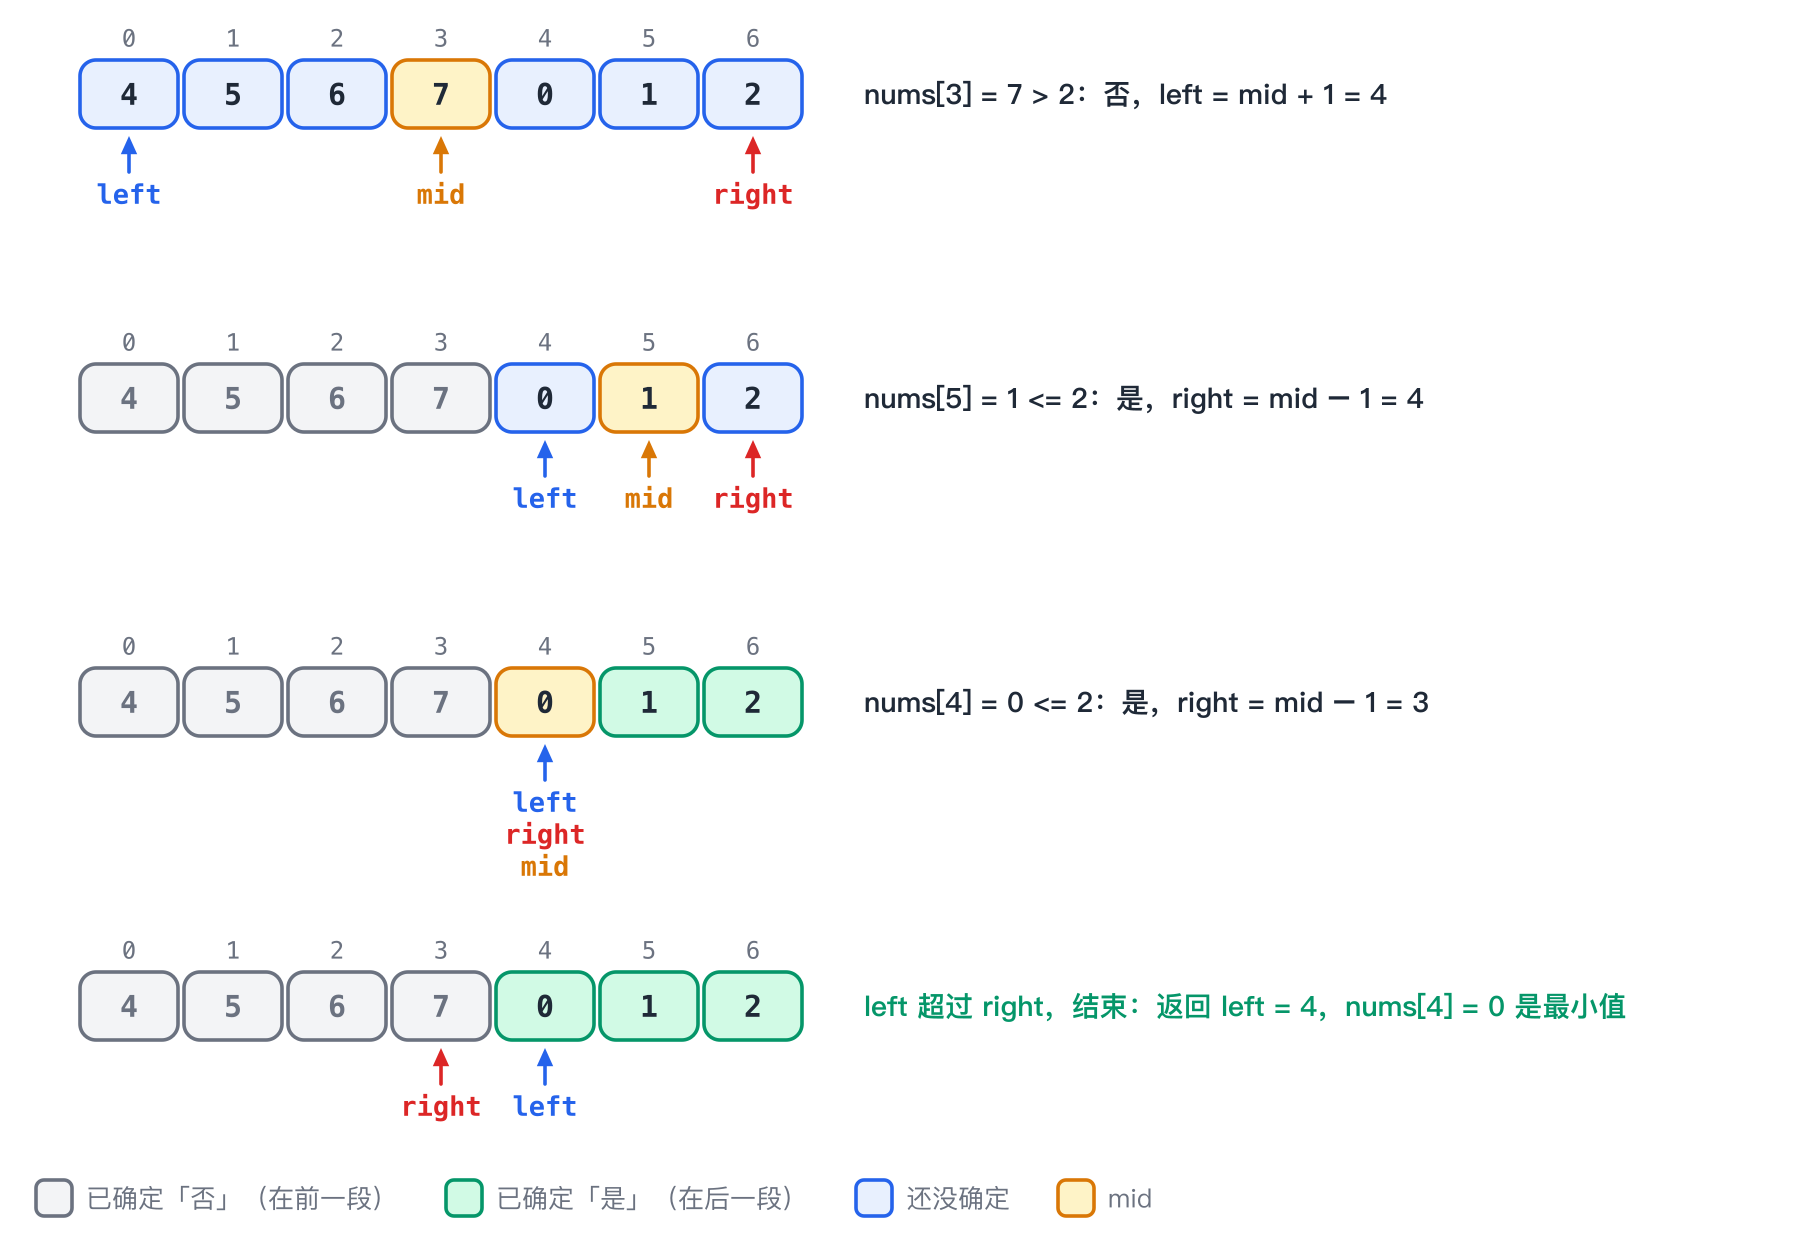 0 1 2 3 4 5 6
4 5 6 7 0 1 2 nums[3] = 7 > 2：否，left = mid + 1 = 4
left mid right
0 1 2 3 4 5 6
4 5 6 7 0 1 2 nums[5] = 1 <= 2：是，right = mid − 1 = 4
left mid right
0 1 2 3 4 5 6
4 5 6 7 0 1 2 nums[4] = 0 <= 2：是，right = mid − 1 = 3
left
right
mid
0 1 2 3 4 5 6
4 5 6 7 0 1 2 left 超过 right，结束：返回 left = 4，nums[4] = 0 是最小值
right left
已确定「否」（在前一段） 已确定「是」（在后一段） 还没确定 mid